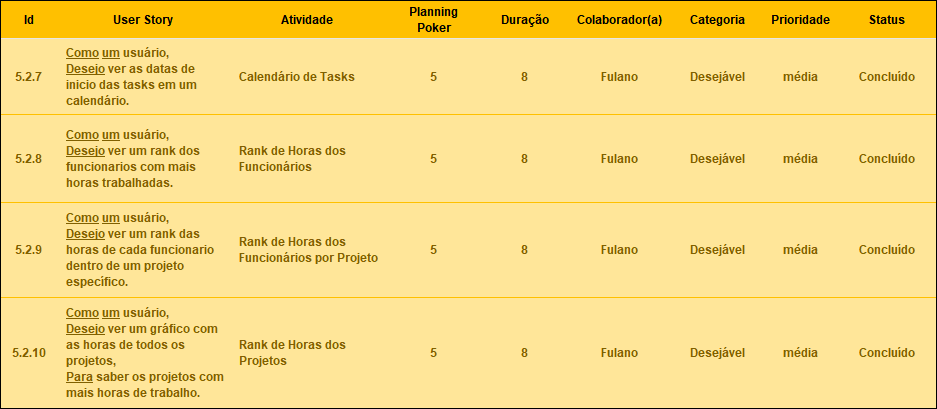 Id User Story Atividade Planning Poker Duração Colaborador(a) Categoria Prioridade Status
Como um usuário,
Desejo ver as datas de
5.2.7 início das tasks em um Calendário de Tasks 5 8 Fulano Desejável média Concluído
calendário.
Como um usuário,
Desejo ver um rank dos
5.2.8 funcionarios com mais Rank de Horas dos Funcionários 5 8 Fulano Desejável média Concluído
horas trabalhadas.
Como um usuário,
Desejo ver um rank das
5.2.9 horas de cada funcionario Rank de Horas dos Funcionários por Projeto 5 8 Fulano Desejável média Concluído
dentro de um projeto
específico.
Como um usuário,
Desejo ver um gráfico com
as horas de todos os
5.2.10 projetos, Rank de Horas dos Projetos 5 8 Fulano Desejável média Concluído
Para saber os projetos com
mais horas de trabalho.